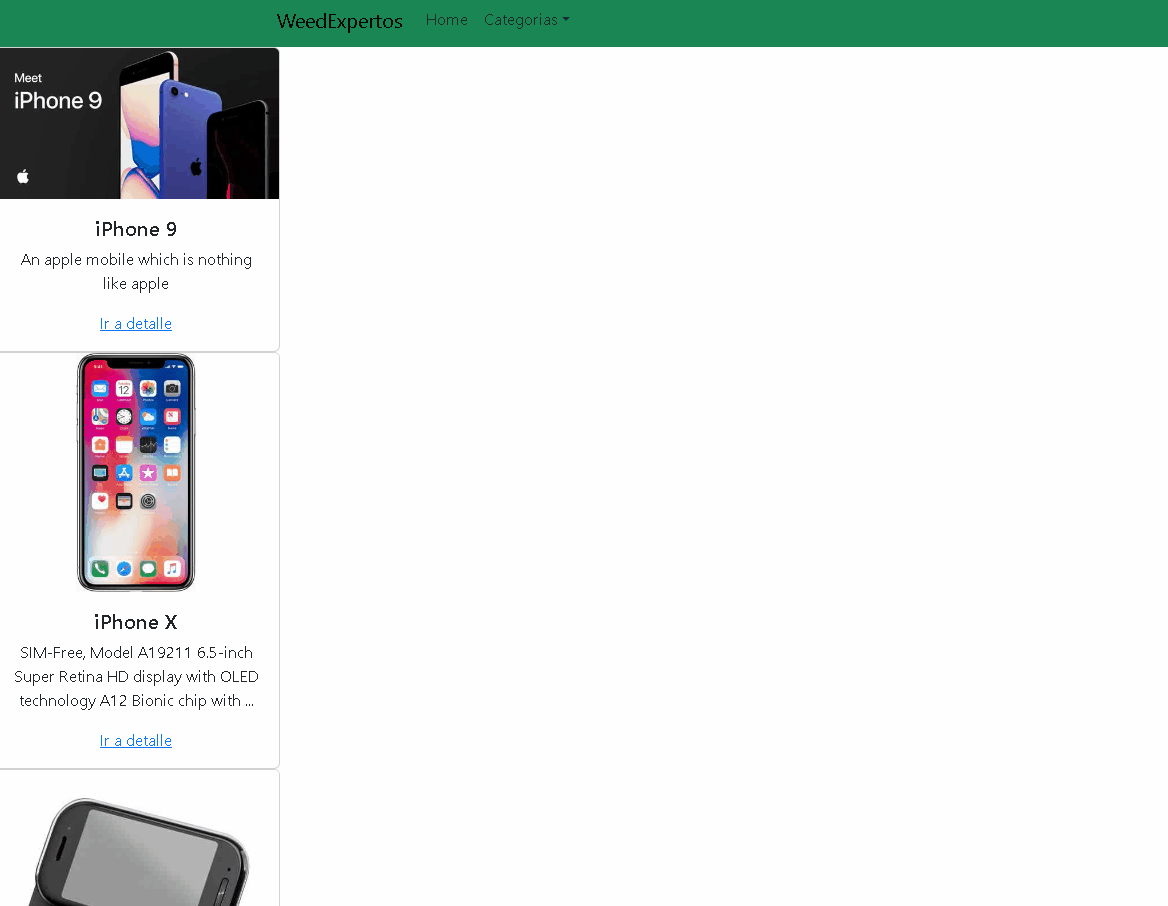 WeedExpertos Home Categorias
Meet
iPhone 9
iPhone 9
An apple mobile which is nothing
like apple
Ir a detalle
iPhone X
SIM-Free, Model A19211 6.5-inch
Super Retina HD display with OLED
technology A12 Bionic chip with ...
Ir a detalle